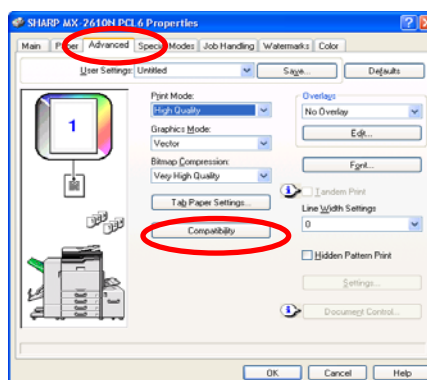 SHARP MX-2610N PCL6 Properties
Main Paper Advanced Special Modes Job Handling Watermarks Color
User Settings: Untitled Save... Defaults
Print Mode:
High Quality
Graphics Mode:
Vector
Bitmap Compression:
Very High Quality
Tab Paper Settings...
Compatibility
Overlays
No Overlay
Edit...
Font...
Tandem Print
Line Width Settings
0
Hidden Pattern Print
Settings...
Document Control...
1
OK Cancel Help